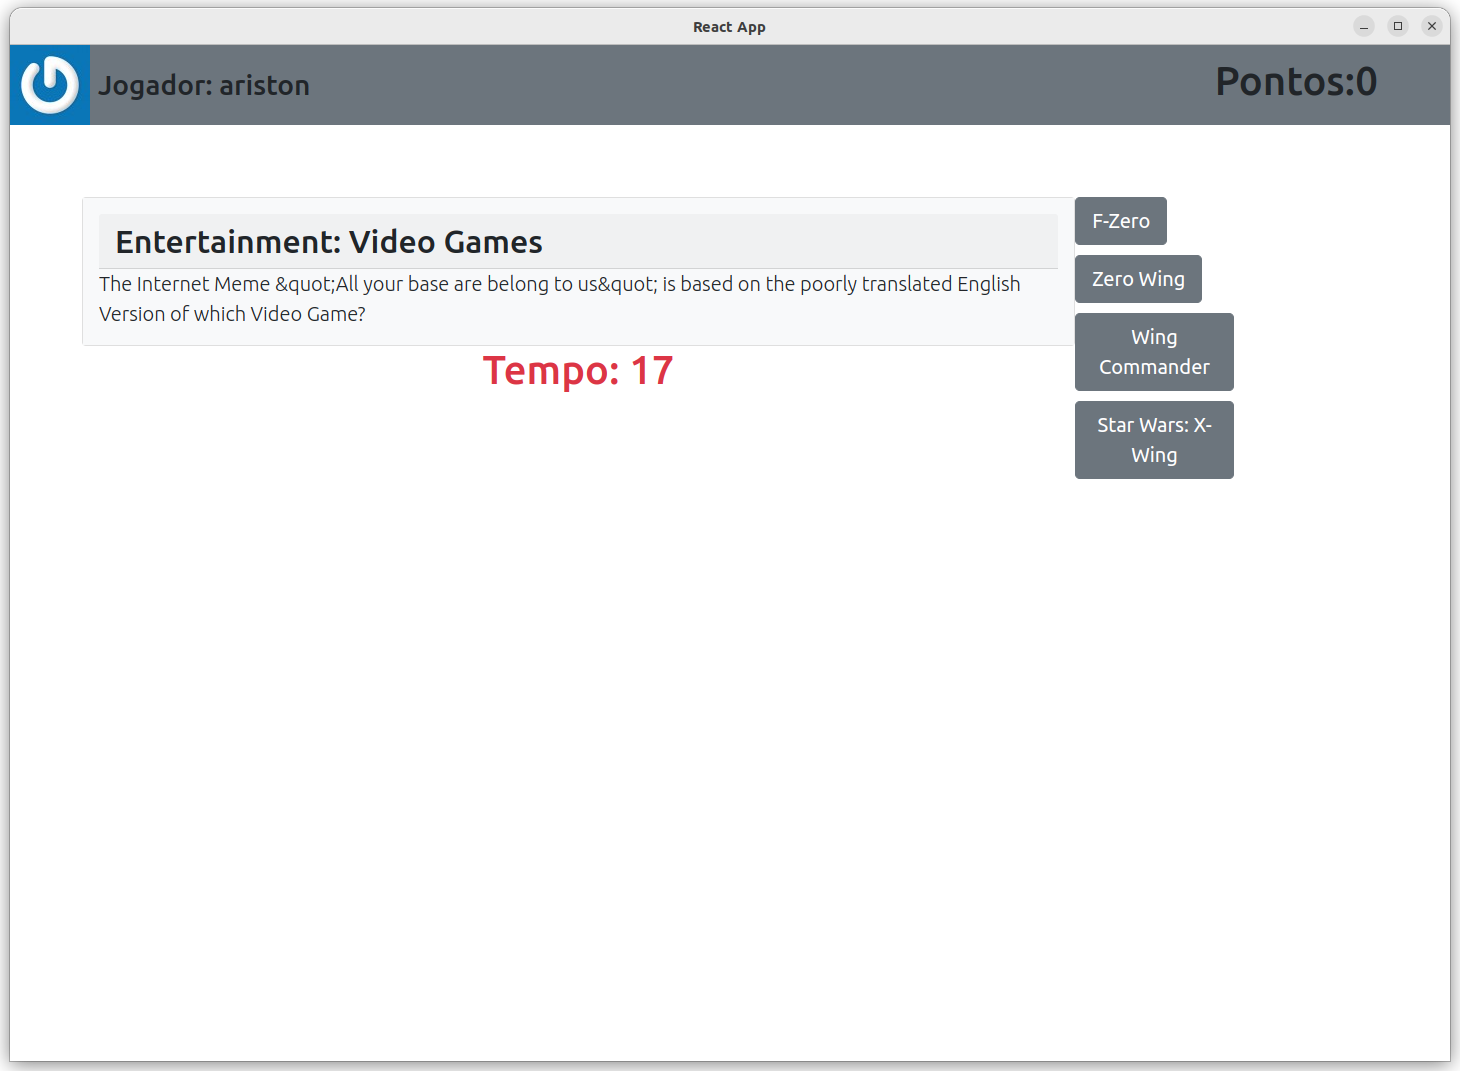 React App
Jogador: ariston
Pontos:0
Entertainment: Video Games
The Internet Meme &quot;All your base are belong to us&quot; is based on the poorly translated English
Version of which Video Game?
Tempo: 17
F-Zero
Zero Wing
Wing
Commander
Star Wars: X-
Wing